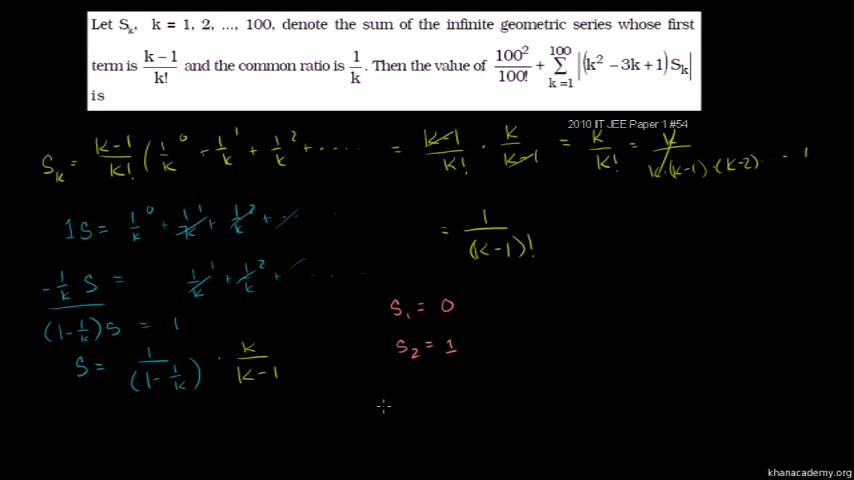 Let Sₖ, k = 1, 2, ..., 100, denote the sum of the infinite geometric series whose first
term is (k−1)/k! and the common ratio is 1/k. Then the value of 100²/100! + ∑_{k=1}^{100} |(k² −3k+1)Sₖ|
is
2010 IIT JEE Paper 1 #54
Sₖ = (k−1)/k! (1/k⁰ + 1/k¹ + 1/k² + ..... = (k−1)/k! · k/(k−1) = k/k! = k/(k·(k−1)·(k−2).....1
= 1/(k−1)!
1S = 1/k⁰ + 1/k¹ + 1/k² + ...
−1/k S = 1/k¹ + 1/k² + .....
(1−1/k)S = 1
S = 1/(1−1/k) · k/(k−1)
S₁ = 0
S₂ = 1
khanacademy.org